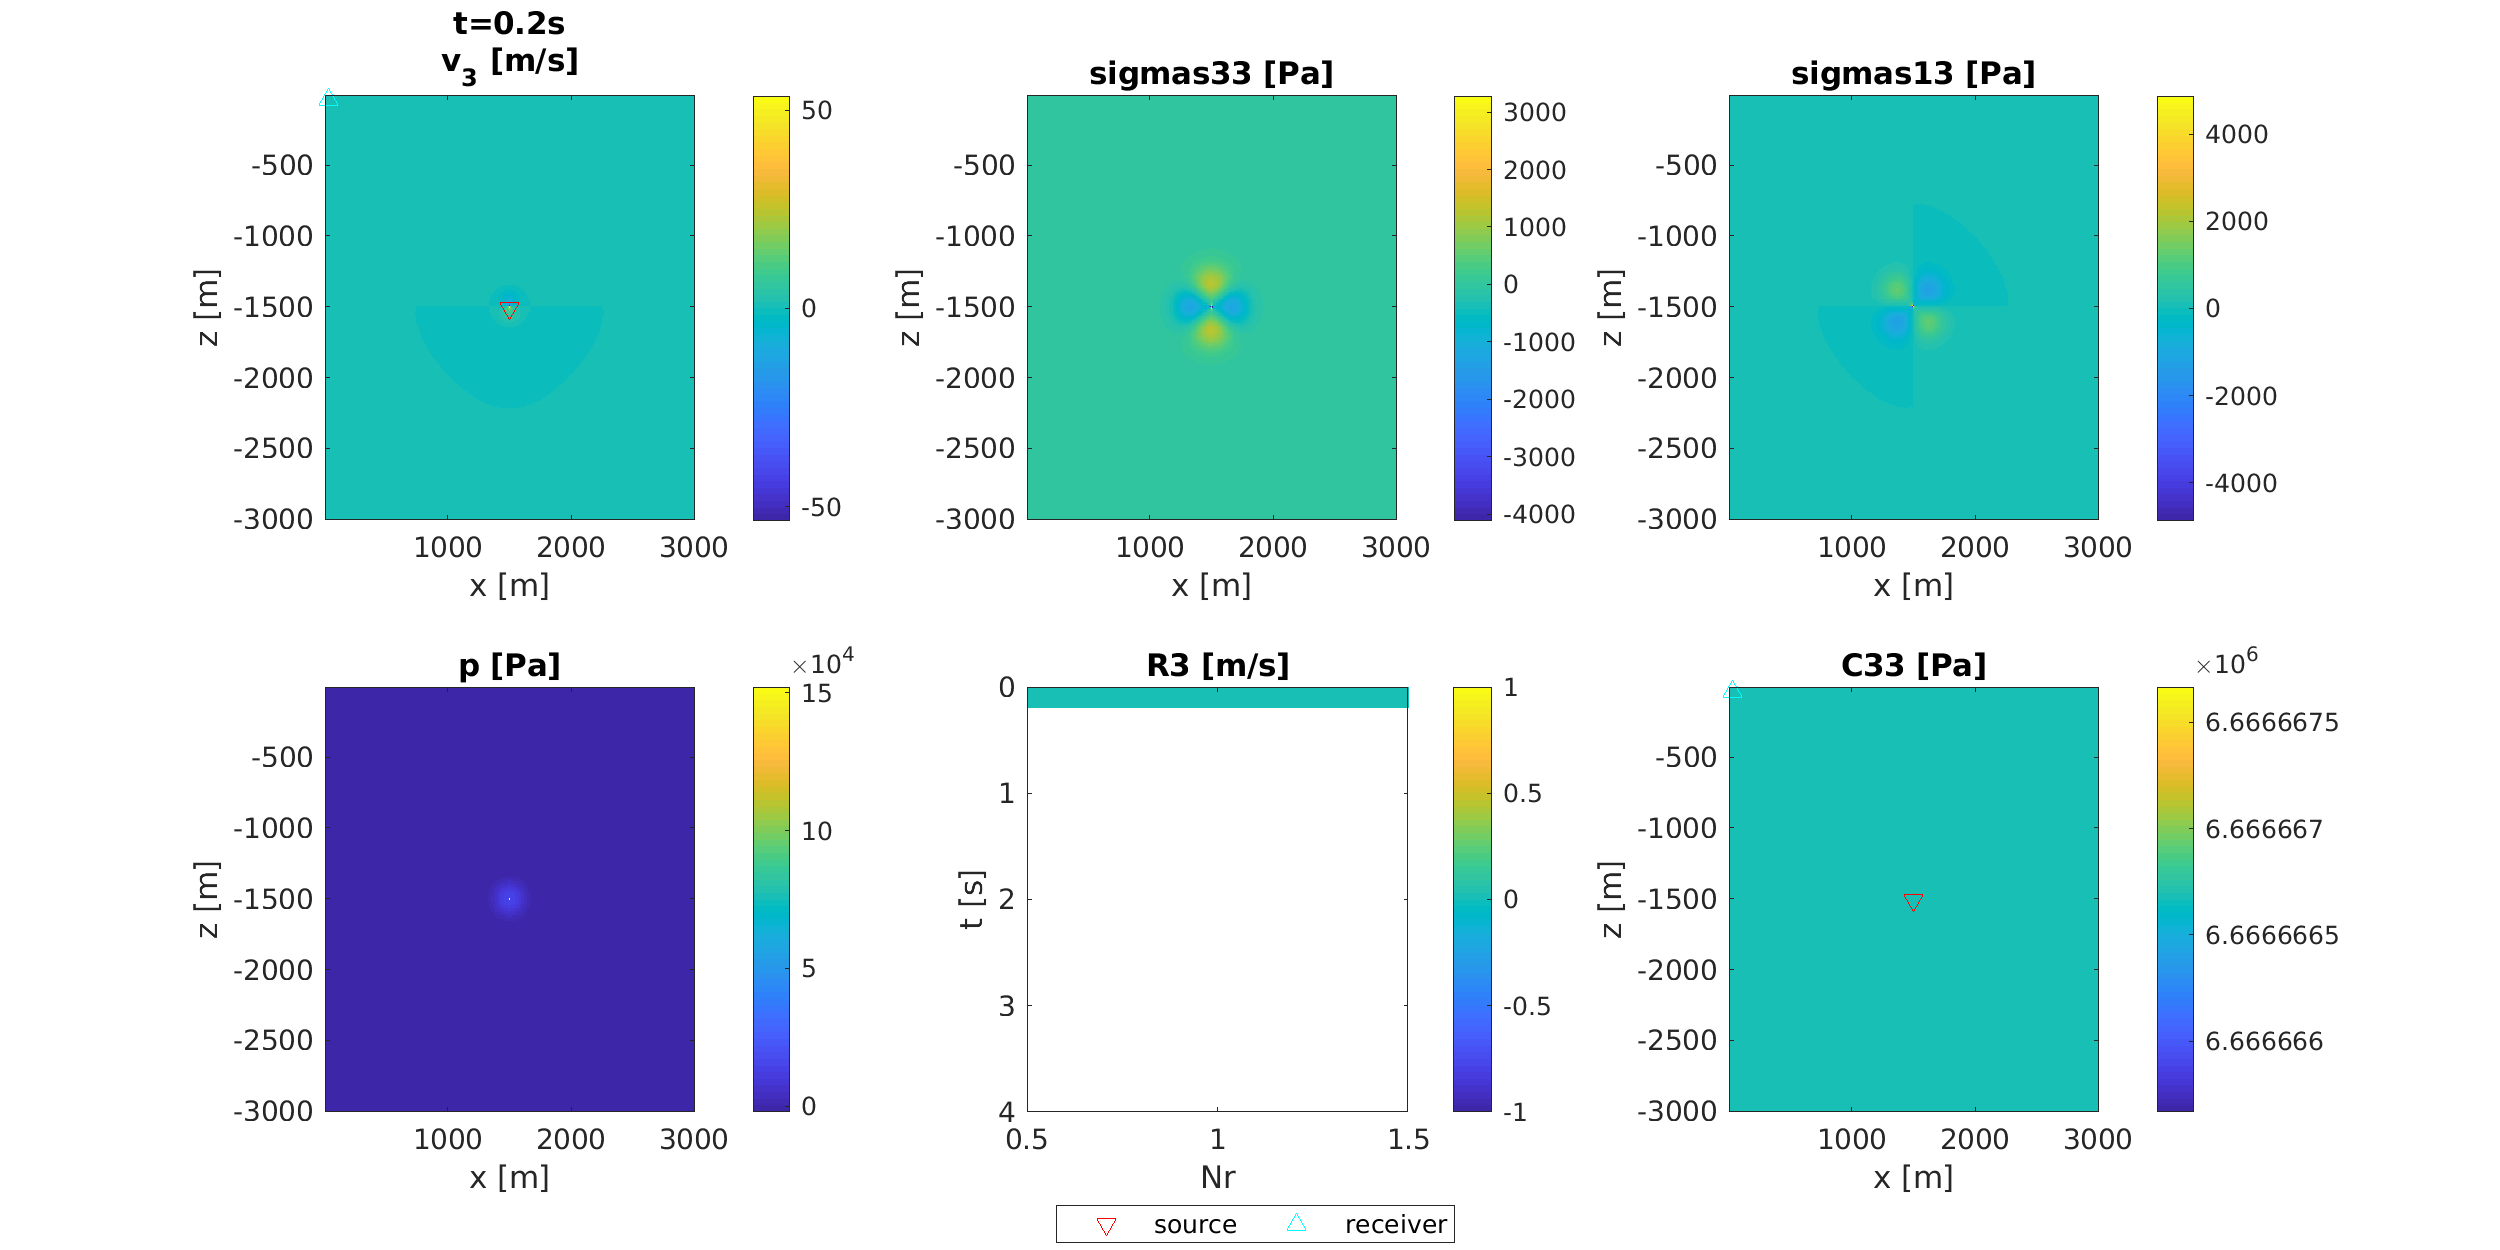 t=0.2s
v3 [m/s]
-500
-1000
-1500
-2000
-2500
-3000
z [m]
1000 2000 3000
x [m]
50
0
-50
sigmas33 [Pa]
-500
-1000
-1500
-2000
-2500
-3000
z [m]
1000 2000 3000
x [m]
3000
2000
1000
0
-1000
-2000
-3000
-4000
sigmas13 [Pa]
-500
-1000
-1500
-2000
-2500
-3000
z [m]
1000 2000 3000
x [m]
4000
2000
0
-2000
-4000
p [Pa]
-500
-1000
-1500
-2000
-2500
-3000
z [m]
1000 2000 3000
x [m]
×10^4
15
10
5
0
R3 [m/s]
0
1
2
3
4
t [s]
0.5 1 1.5
Nr
1
0.5
0
-0.5
-1
C33 [Pa]
-500
-1000
-1500
-2000
-2500
-3000
z [m]
1000 2000 3000
x [m]
×10^6
6.6666675
6.666667
6.6666665
6.666666
source receiver